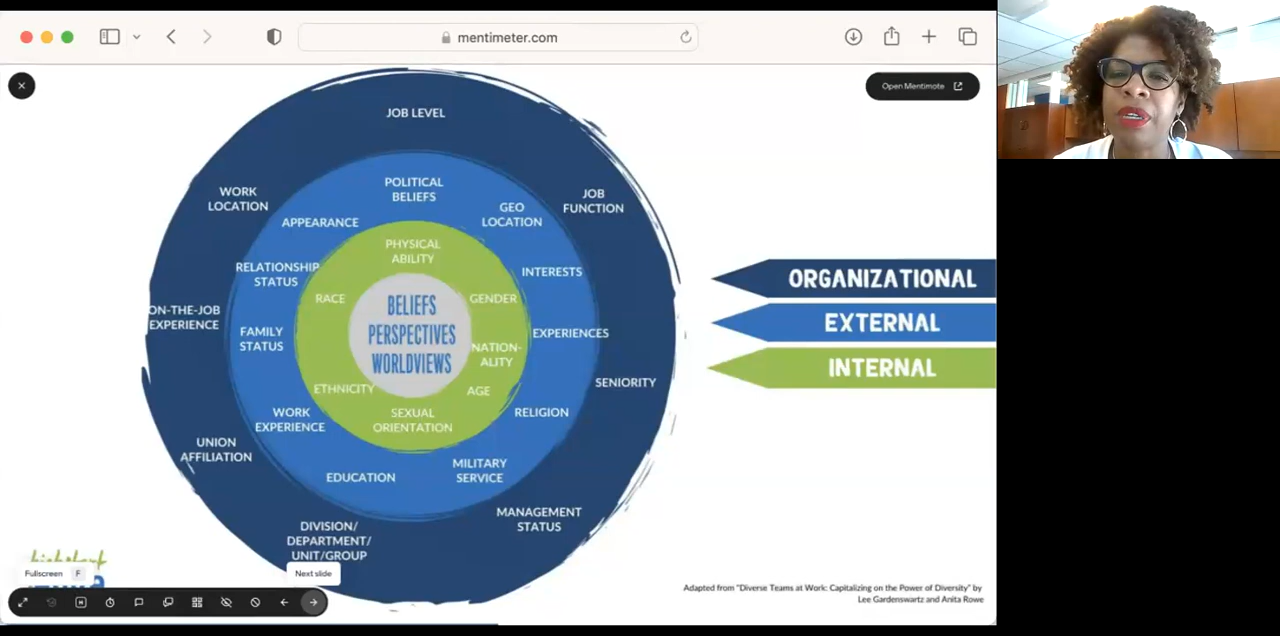 mentimeter.com
Open Mentimote
JOB LEVEL
WORK
LOCATION
POLITICAL
BELIEFS
JOB
FUNCTION
APPEARANCE
GEO
LOCATION
PHYSICAL
ABILITY
RELATIONSHIP
STATUS
INTERESTS
RACE
GENDER
BELIEFS
PERSPECTIVES
WORLDVIEWS
ON-THE-JOB
EXPERIENCE
FAMILY
STATUS
EXPERIENCES
NATION-
ALITY
ETHNICITY
AGE
SENIORITY
SEXUAL
ORIENTATION
WORK
EXPERIENCE
RELIGION
UNION
AFFILIATION
EDUCATION
MILITARY
SERVICE
MANAGEMENT
STATUS
DIVISION/
DEPARTMENT/
UNIT/GROUP
ORGANIZATIONAL
EXTERNAL
INTERNAL
Fullscreen F
Next slide
Adapted from "Diverse Teams at Work: Capitalizing on the Power of Diversity" by
Lee Gardenswartz and Anita Rowe